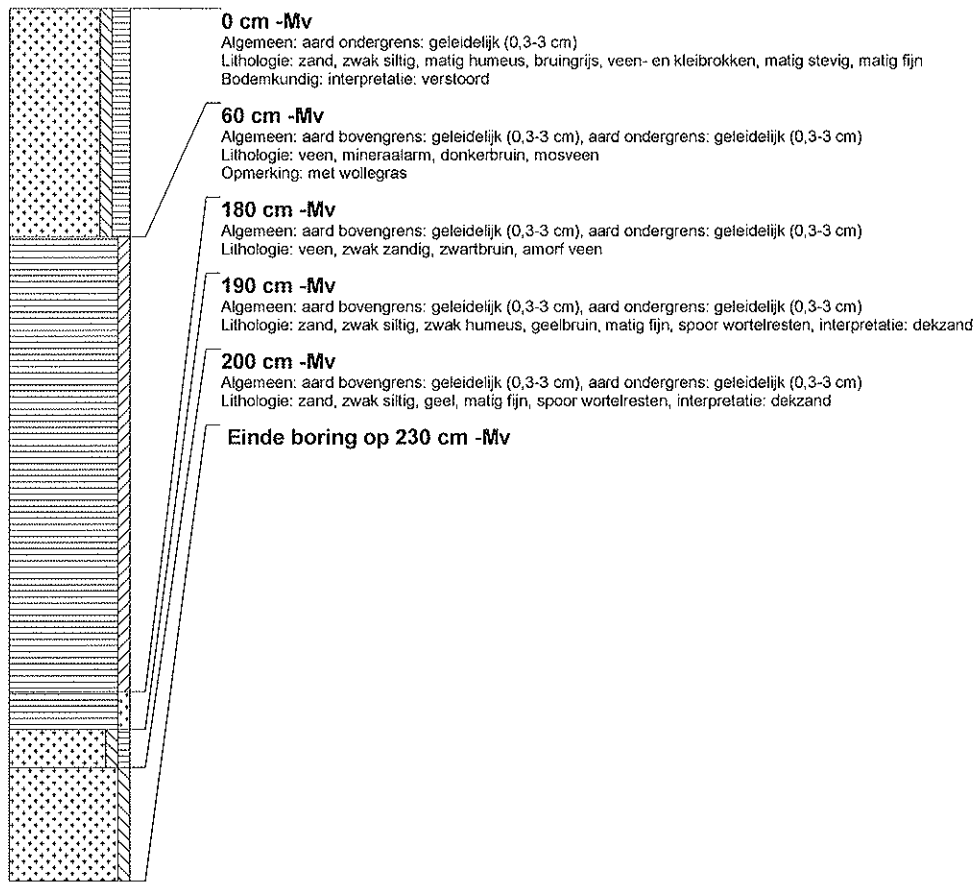 0 cm -Mv
Algemeen: aard ondergrens: geleidelijk (0,3-3 cm)
Lithologie: zand, zwak siltig, matig humeus, bruingrijs, veen- en kleibrokken, matig stevig, matig fijn
Bodemkundig: interpretatie: verstoord
60 cm -Mv
Algemeen: aard bovengrens: geleidelijk (0,3-3 cm), aard ondergrens: geleidelijk (0,3-3 cm)
Lithologie: veen, mineraalarm, donkerbruin, mosveen
Opmerking: met wollegras
180 cm -Mv
Algemeen: aard bovengrens: geleidelijk (0,3-3 cm), aard ondergrens: geleidelijk (0,3-3 cm)
Lithologie: veen, zwak zandig, zwartbruin, amorf veen
190 cm -Mv
Algemeen: aard bovengrens: geleidelijk (0,3-3 cm), aard ondergrens: geleidelijk (0,3-3 cm)
Lithologie: zand, zwak siltig, zwak humeus, geelbruin, matig fijn, spoor wortelresten, interpretatie: dekzand
200 cm -Mv
Algemeen: aard bovengrens: geleidelijk (0,3-3 cm), aard ondergrens: geleidelijk (0,3-3 cm)
Lithologie: zand, zwak siltig, geel, matig fijn, spoor wortelresten, interpretatie: dekzand
Einde boring op 230 cm -Mv